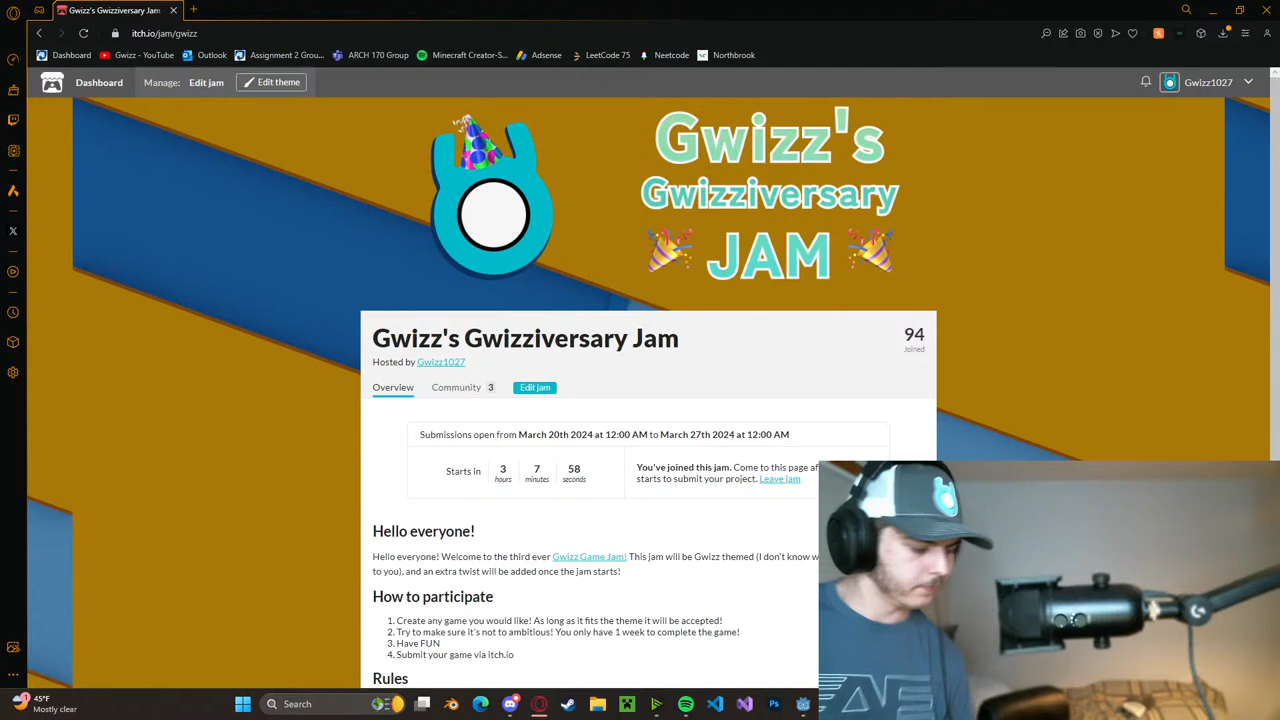 Gwizz's Gwizziversary Jam
itch.io/jam/gwizz
Dashboard
Gwizz - YouTube
Outlook
Assignment 2 Grou...
ARCH 170 Group
Minecraft Creator-S...
Adsense
LeetCode 75
Neetcode
Northbrook
Dashboard
Manage:
Edit jam
Edit theme
Gwizz1027
Gwizz's
Gwizziversary
JAM
Gwizz's Gwizziversary Jam
94
Joined
Hosted by Gwizz1027
Overview
Community 3
Edit jam
Submissions open from March 20th 2024 at 12:00 AM to March 27th 2024 at 12:00 AM
Starts in
3
hours
7
minutes
58
seconds
You've joined this jam. Come to this page af
starts to submit your project. Leave jam
Hello everyone!
Hello everyone! Welcome to the third ever Gwizz Game Jam! This jam will be Gwizz themed (I don't know w
to you), and an extra twist will be added once the jam starts!
How to participate
1. Create any game you would like! As long as it fits the theme it will be accepted!
2. Try to make sure it's not to ambitious! You only have 1 week to complete the game!
3. Have FUN
4. Submit your game via itch.io
Rules
45°F
Mostly clear
Search